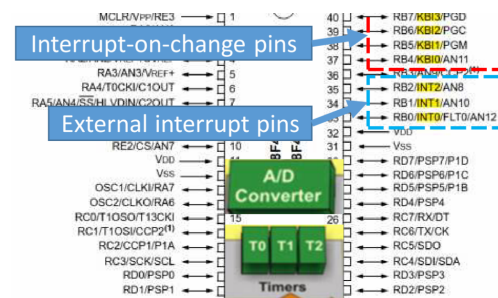 MCLR/VPP/RE3 1 40 RB7/KBI3/PGD
39 RB6/KBI2/PGC
Interrupt-on-change pins 38 RB5/KBI1/PGM
37 RB4/KBI0/AN11
RA3/AN3/VREF+ 5 36 RB3/AN9/CCP2(1)
RA4/T0CKI/C1OUT 6 35 RB2/INT2/AN8
RA5/AN4/SS/HLVDIN/C2OUT 7 34 RB1/INT1/AN10
External interrupt pins 33 RB0/INT0/FLT0/AN12
32 VDD
RE2/CS/AN7 10 31 VSS
VDD RD7/PSP7/P1D
VSS RD6/PSP6/P1C
OSC1/CLKI/RA7 A/D RD5/PSP5/P1B
OSC2/CLKO/RA6 Converter RD4/PSP4
RC0/T1OSO/T13CKI 15 26 RC7/RX/DT
RC1/T1OSI/CCP2(1) RC6/TX/CK
RC2/CCP1/P1A T0 T1 T2 RC5/SDO
RC3/SCK/SCL RC4/SDI/SDA
RD0/PSP0 Timers RD3/PSP3
RD1/PSP1 RD2/PSP2